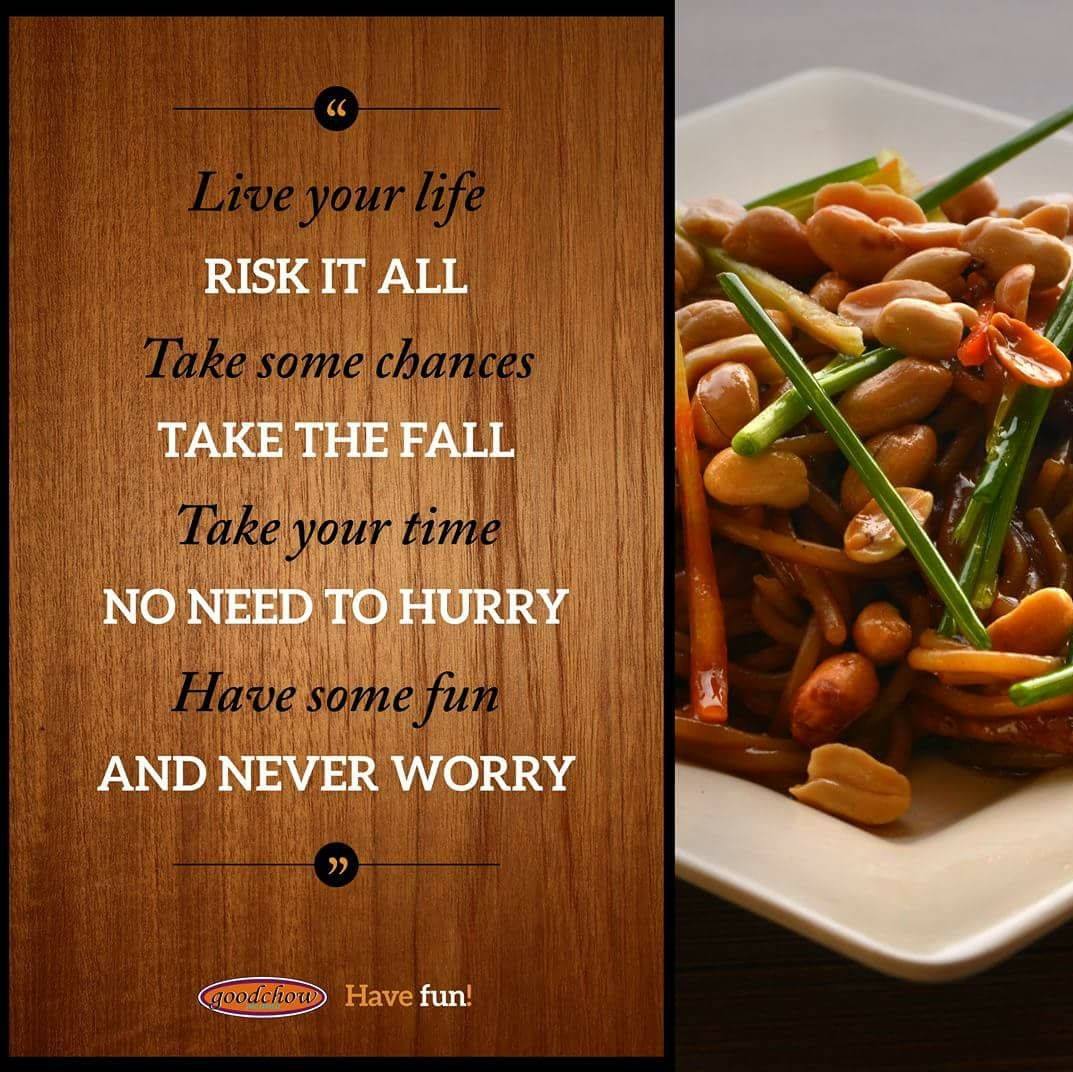 “
Live your life
RISK IT ALL
Take some chances
TAKE THE FALL
Take your time
NO NEED TO HURRY
Have some fun
AND NEVER WORRY
”
goodchow Have fun!